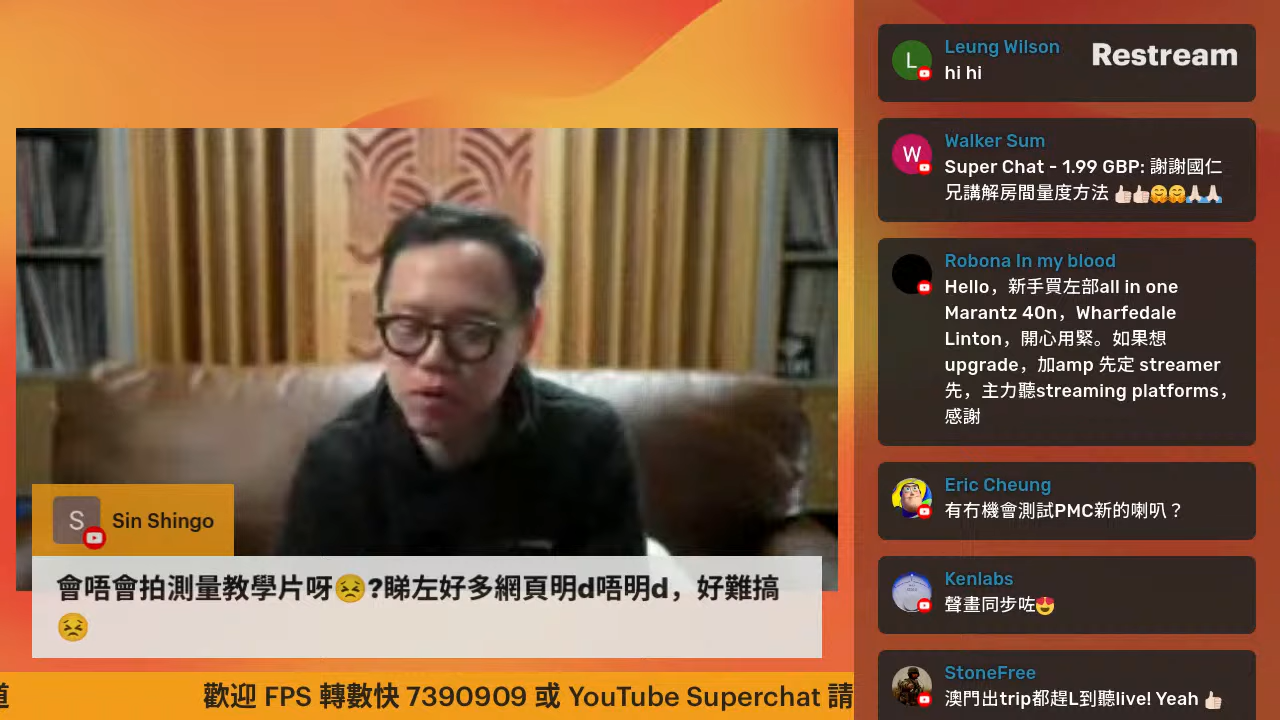 Leung Wilson
hi hi
Restream
Walker Sum
Super Chat - 1.99 GBP: 謝謝國仁
兄講解房間量度方法 👍🏻👍🏻🤗🤗🙏🏻🙏🏻
Robona In my blood
Hello，新手買左部all in one
Marantz 40n，Wharfedale
Linton，開心用緊。如果想
upgrade，加amp 先定 streamer
先，主力聽streaming platforms，
感謝
Eric Cheung
有冇機會測試PMC新的喇叭？
Kenlabs
聲畫同步咗😍
StoneFree
澳門出trip都趕L到聽live! Yeah 👍🏻
L
W
S
Sin Shingo
會唔會拍測量教學片呀😣?睇左好多網頁明d唔明d，好難搞
😣
道 歡迎 FPS 轉數快 7390909 或 YouTube Superchat 請